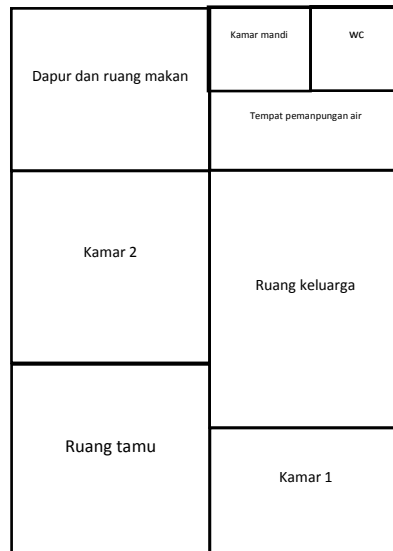 Kamar mandi
WC
Dapur dan ruang makan
Tempat pemanpungan air
Kamar 2
Ruang keluarga
Ruang tamu
Kamar 1